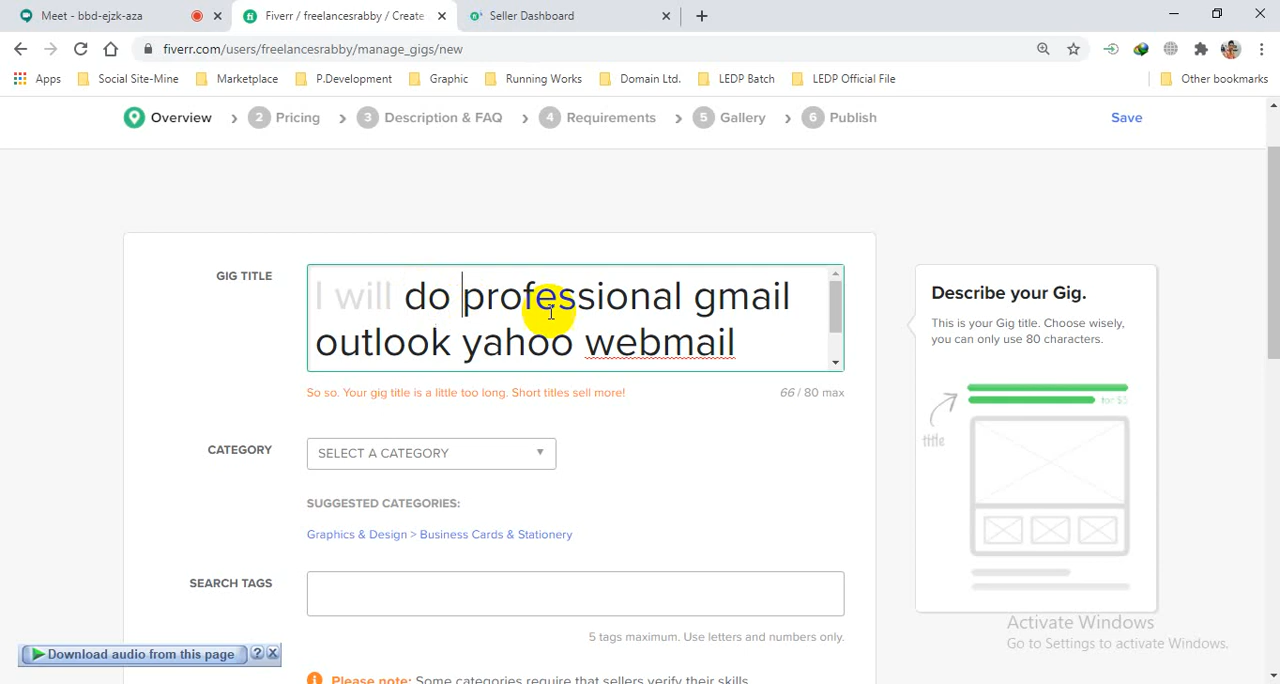 Meet - bbd-ejzk-aza
Fiverr / freelancesrabby / Create
Seller Dashboard
fiverr.com/users/freelancesrabby/manage_gigs/new
Apps
Social Site-Mine
Marketplace
P.Development
Graphic
Running Works
Domain Ltd.
LEDP Batch
LEDP Official File
Other bookmarks
Overview
2 Pricing
3 Description & FAQ
4 Requirements
5 Gallery
6 Publish
Save
GIG TITLE
I will do professional gmail
outlook yahoo webmail
So so. Your gig title is a little too long. Short titles sell more!
66 / 80 max
Describe your Gig.
This is your Gig title. Choose wisely,
you can only use 80 characters.
title
for $5
CATEGORY
SELECT A CATEGORY
SUGGESTED CATEGORIES:
Graphics & Design > Business Cards & Stationery
SEARCH TAGS
5 tags maximum. Use letters and numbers only.
Please note: Some categories require that sellers verify their skills.
Activate Windows
Go to Settings to activate Windows.
Download audio from this page